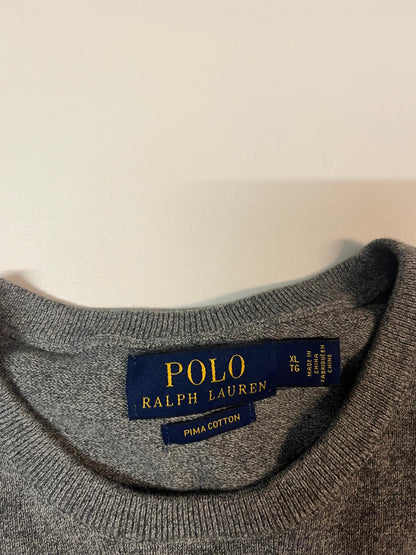 POLO
RALPH LAUREN
PIMA COTTON
XL
TG
MADE IN
CHINA
FABRIQUÉ EN
CHINE